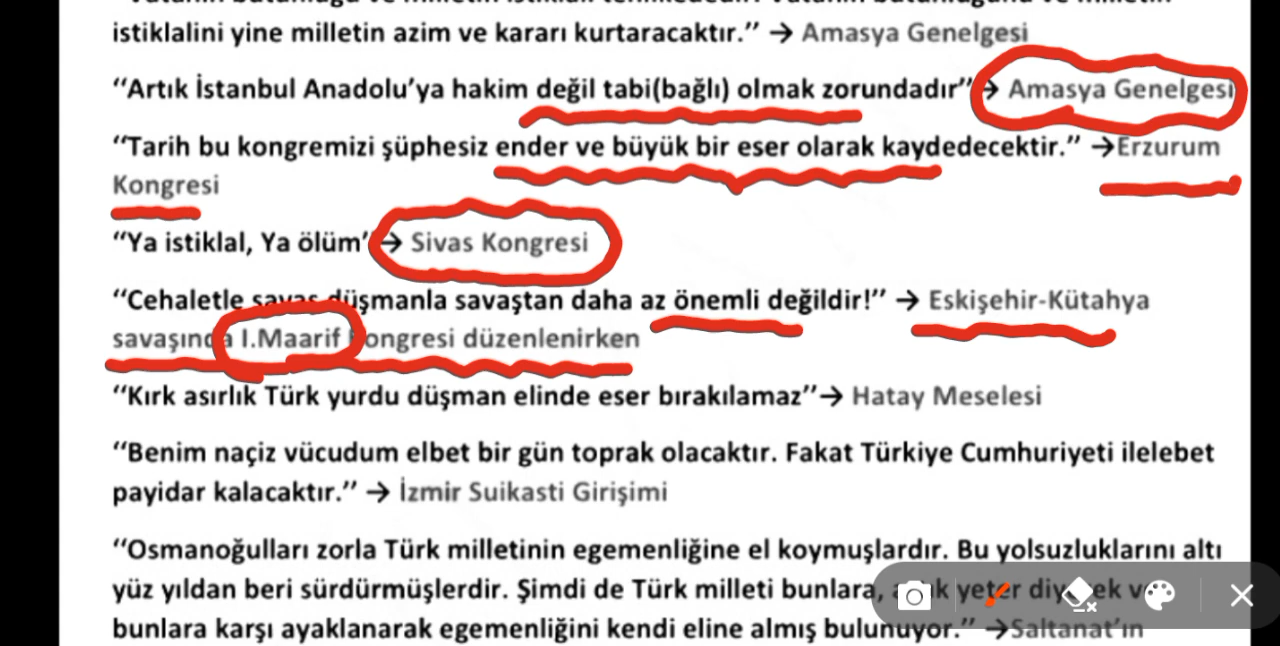 istiklalini yine milletin azim ve kararı kurtaracaktır.” → Amasya Genelgesi
“Artık İstanbul Anadolu’ya hakim değil tabi(bağlı) olmak zorundadır” → Amasya Genelgesi
“Tarih bu kongremizi şüphesiz ender ve büyük bir eser olarak kaydedecektir.” →Erzurum
Kongresi
“Ya istiklal, Ya ölüm” → Sivas Kongresi
“Cehaletle savaş düşmanla savaştan daha az önemli değildir!” → Eskişehir-Kütahya
savaşında I.Maarif Kongresi düzenlenirken
“Kırk asırlık Türk yurdu düşman elinde eser bırakılamaz”→ Hatay Meselesi
“Benim naçiz vücudum elbet bir gün toprak olacaktır. Fakat Türkiye Cumhuriyeti ilelebet
payidar kalacaktır.” → İzmir Suikasti Girişimi
“Osmanoğulları zorla Türk milletinin egemenliğine el koymuşlardır. Bu yolsuzluklarını altı
yüz yıldan beri sürdürmüşlerdir. Şimdi de Türk milleti bunlara, artık yeter diyerek ve
bunlara karşı ayaklanarak egemenliğini kendi eline almış bulunuyor.” →Saltanat’ın